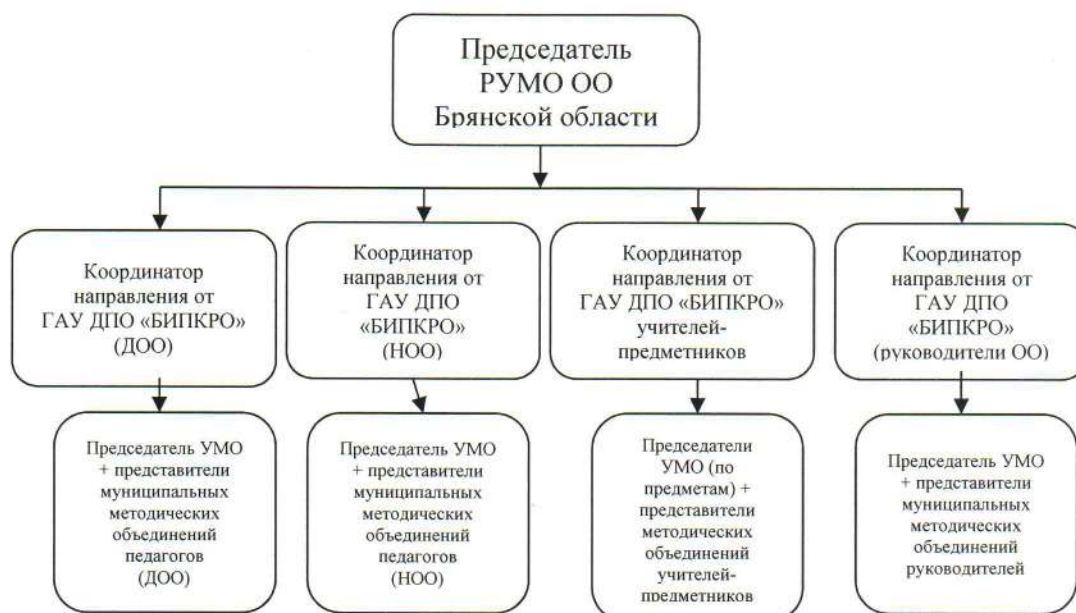 Председатель
РУМО ОО
Брянской области
Координатор
направления от
ГАУ ДПО «БИПКРО»
(ДОО)
Координатор
направления от
ГАУ ДПО
«БИПКРО»
(НОО)
Координатор
направления от
ГАУ ДПО «БИПКРО»
учителей-
предметников
Координатор
направления от
ГАУ ДПО
«БИПКРО»
(руководители ОО)
Председатель УМО
+ представители
муниципальных
методических
объединений
педагогов
(ДОО)
Председатель УМО
+ представители
муниципальных
методических
объединений
педагогов
(НОО)
Председатели
УМО (по
предметам) +
представители
методических
объединений
учителей-
предметников
Председатель УМО
+ представители
муниципальных
методических
объединений
руководителей